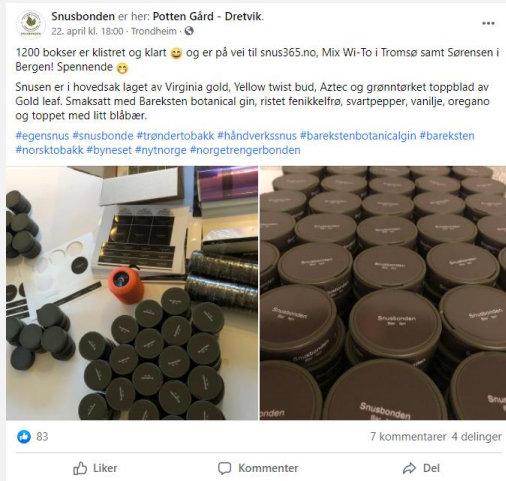 Snusbonden er her: Potten Gård - Dretvik.
22. april kl. 18:00 · Trondheim ·
1200 bokser er klistret og klart 😄 og er på vei til snus365.no, Mix Wi-To i Tromsø samt Sørensen i
Bergen! Spennende 😁
Snusen er i hovedsak laget av Virginia gold, Yellow twist bud, Aztec og grønntørket toppblad av
Gold leaf. Smaksatt med Bareksten botanical gin, ristet fenikkelfrø, svartpepper, vanilje, oregano
og toppet med litt blåbær.
#egensnus #snusbonde #trøndertobakk #håndverkssnus #barekstenbotanicalgin #bareksten
#norsktobakk #byneset #nytnorge #norgetrengerbonden
Snusbonden
Snusbonden
Snusbonden
Snusbonden
83
7 kommentarer 4 delinger
Liker
Kommenter
Del